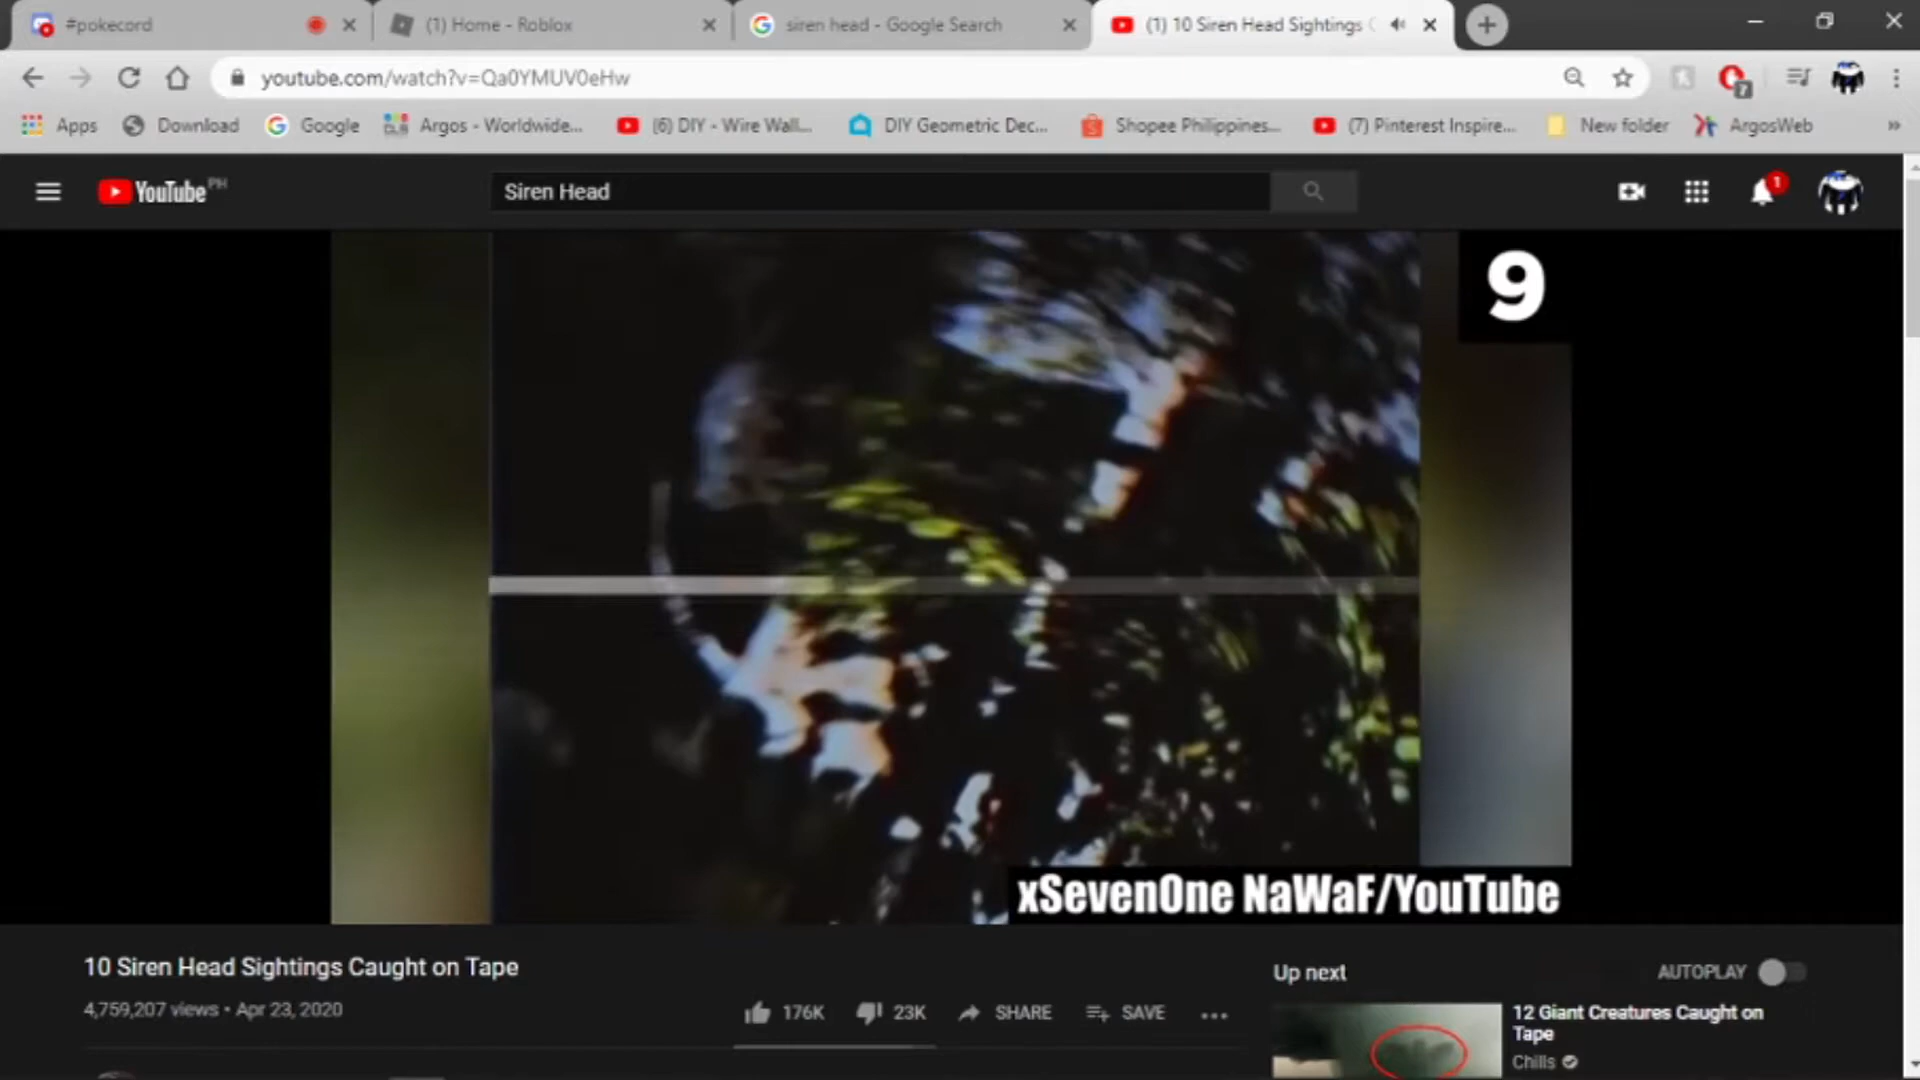 #pokecord
(1) Home - Roblox
siren head - Google Search
(1) 10 Siren Head Sightings C
youtube.com/watch?v=Qa0YMUV0eHw
7
Apps
Download
Google
Argos - Worldwide...
(6) DIY - Wire Wall...
DIY Geometric Dec...
Shopee Philippines...
(7) Pinterest Inspire...
New folder
ArgosWeb
YouTube PH
Siren Head
1
9
xSevenOne NaWaF/YouTube
10 Siren Head Sightings Caught on Tape
4,759,207 views • Apr 23, 2020
176K
23K
SHARE
SAVE
Up next
AUTOPLAY
12 Giant Creatures Caught on
Tape
Chills